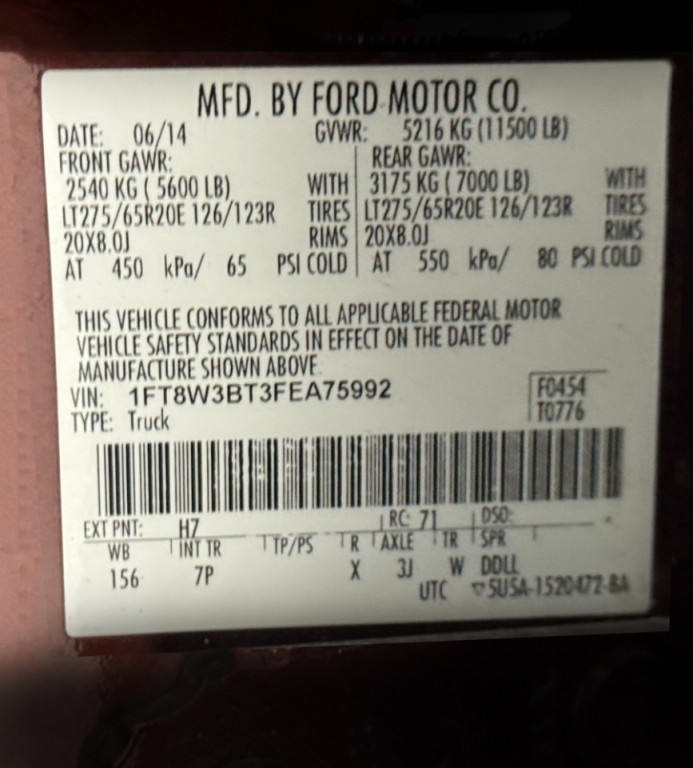 MFD. BY FORD MOTOR CO.
DATE: 06/14 GVWR: 5216 KG (11500 LB)
FRONT GAWR: REAR GAWR:
2540 KG ( 5600 LB) WITH 3175 KG ( 7000 LB) WITH
LT275/65R20E 126/123R TIRES LT275/65R20E 126/123R TIRES
20X8.0J RIMS 20X8.0J RIMS
AT 450 kPa/ 65 PSI COLD AT 550 kPa/ 80 PSI COLD
THIS VEHICLE CONFORMS TO ALL APPLICABLE FEDERAL MOTOR
VEHICLE SAFETY STANDARDS IN EFFECT ON THE DATE OF
MANUFACTURE SHOWN ABOVE.
VIN: 1FT8W3BT3FEA75992 F0454
TYPE: Truck T0776
EXT PNT: H7 RC: 71 DSO:
WB INT TR TP/PS R AXLE TR SPR
156 7P X 3J W DDLL
UTC ▽5USA-1520472-BA